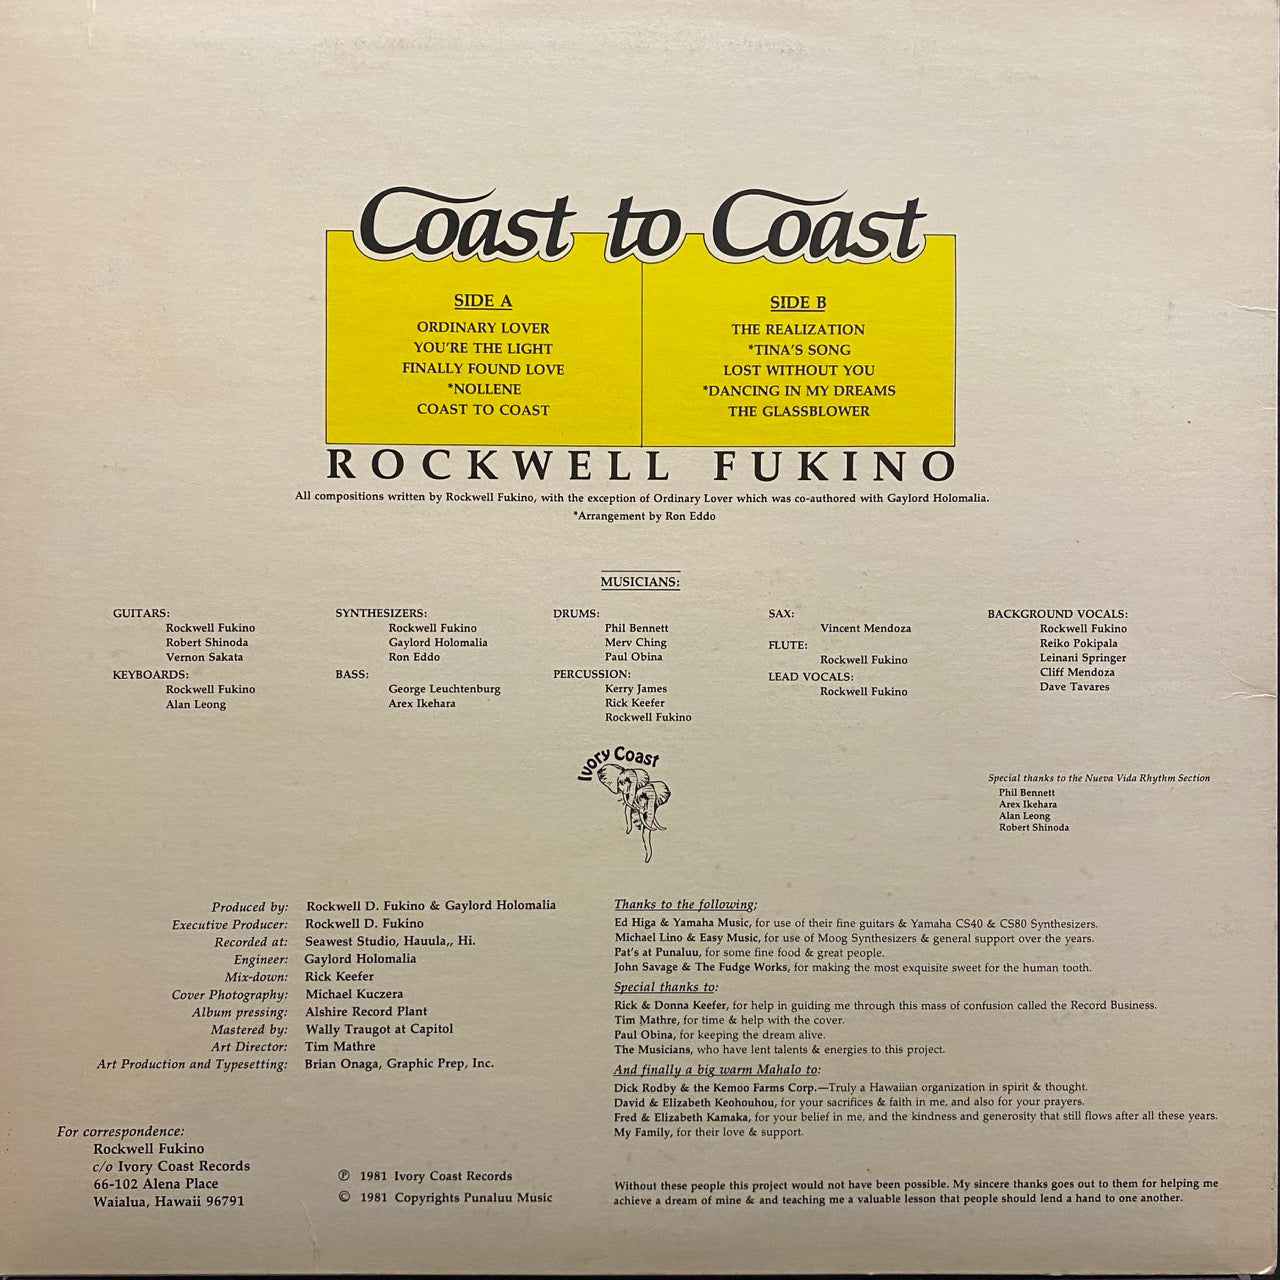 Coast to Coast
SIDE A
ORDINARY LOVER
YOU'RE THE LIGHT
FINALLY FOUND LOVE
*NOLLENE
COAST TO COAST
SIDE B
THE REALIZATION
*TINA'S SONG
LOST WITHOUT YOU
*DANCING IN MY DREAMS
THE GLASSBLOWER
ROCKWELL FUKINO
All compositions written by Rockwell Fukino, with the exception of Ordinary Lover which was co-authored with Gaylord Holomalia.
*Arrangement by Ron Eddo
MUSICIANS:
GUITARS:
Rockwell Fukino
Robert Shinoda
Vernon Sakata
KEYBOARDS:
Rockwell Fukino
Alan Leong
SYNTHESIZERS:
Rockwell Fukino
Gaylord Holomalia
Ron Eddo
BASS:
George Leuchtenburg
Arex Ikehara
DRUMS:
Phil Bennett
Merv Ching
Paul Obina
PERCUSSION:
Kerry James
Rick Keefer
Rockwell Fukino
SAX:
Vincent Mendoza
FLUTE:
Rockwell Fukino
LEAD VOCALS:
Rockwell Fukino
BACKGROUND VOCALS:
Rockwell Fukino
Reiko Pokipala
Leinani Springer
Cliff Mendoza
Dave Tavares
Ivory Coast
Special thanks to the Nueva Vida Rhythm Section
Phil Bennett
Arex Ikehara
Alan Leong
Robert Shinoda
Produced by: Rockwell D. Fukino & Gaylord Holomalia
Executive Producer: Rockwell D. Fukino
Recorded at: Seawest Studio, Hauula,, Hi.
Engineer: Gaylord Holomalia
Mix-down: Rick Keefer
Cover Photography: Michael Kuczera
Album pressing: Alshire Record Plant
Mastered by: Wally Traugot at Capitol
Art Director: Tim Mathre
Art Production and Typesetting: Brian Onaga, Graphic Prep, Inc.
For correspondence:
Rockwell Fukino
c/o Ivory Coast Records
66-102 Alena Place
Waialua, Hawaii 96791
℗ 1981 Ivory Coast Records
© 1981 Copyrights Punaluu Music
Thanks to the following;
Ed Higa & Yamaha Music, for use of their fine guitars & Yamaha CS40 & CS80 Synthesizers.
Michael Lino & Easy Music, for use of Moog Synthesizers & general support over the years.
Pat's at Punaluu, for some fine food & great people.
John Savage & The Fudge Works, for making the most exquisite sweet for the human tooth.
Special thanks to:
Rick & Donna Keefer, for help in guiding me through this mass of confusion called the Record Business.
Tim Mathre, for time & help with the cover.
Paul Obina, for keeping the dream alive.
The Musicians, who have lent talents & energies to this project.
And finally a big warm Mahalo to:
Dick Rodby & the Kemoo Farms Corp.—Truly a Hawaiian organization in spirit & thought.
David & Elizabeth Keohouhou, for your sacrifices & faith in me, and also for your prayers.
Fred & Elizabeth Kamaka, for your belief in me, and the kindness and generosity that still flows after all these years.
My Family, for their love & support.
Without these people this project would not have been possible. My sincere thanks goes out to them for helping me
achieve a dream of mine & and teaching me a valuable lesson that people should lend a hand to one another.